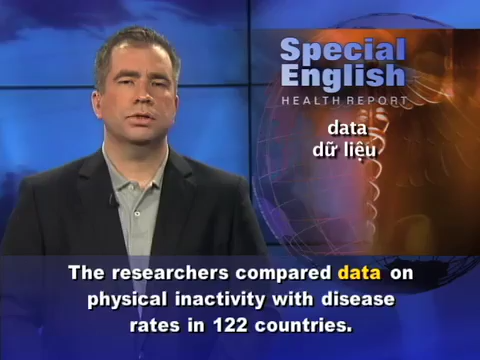 Special
English
HEALTH REPORT
data
dữ liệu
The researchers compared data on
physical inactivity with disease
rates in 122 countries.